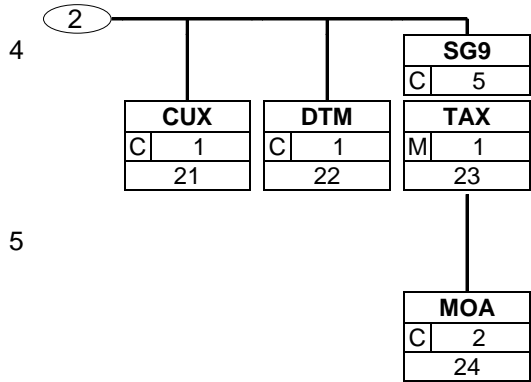 2
4
SG9
C 5
CUX DTM TAX
C 1 C 1 M 1
21 22 23
5
MOA
C 2
24